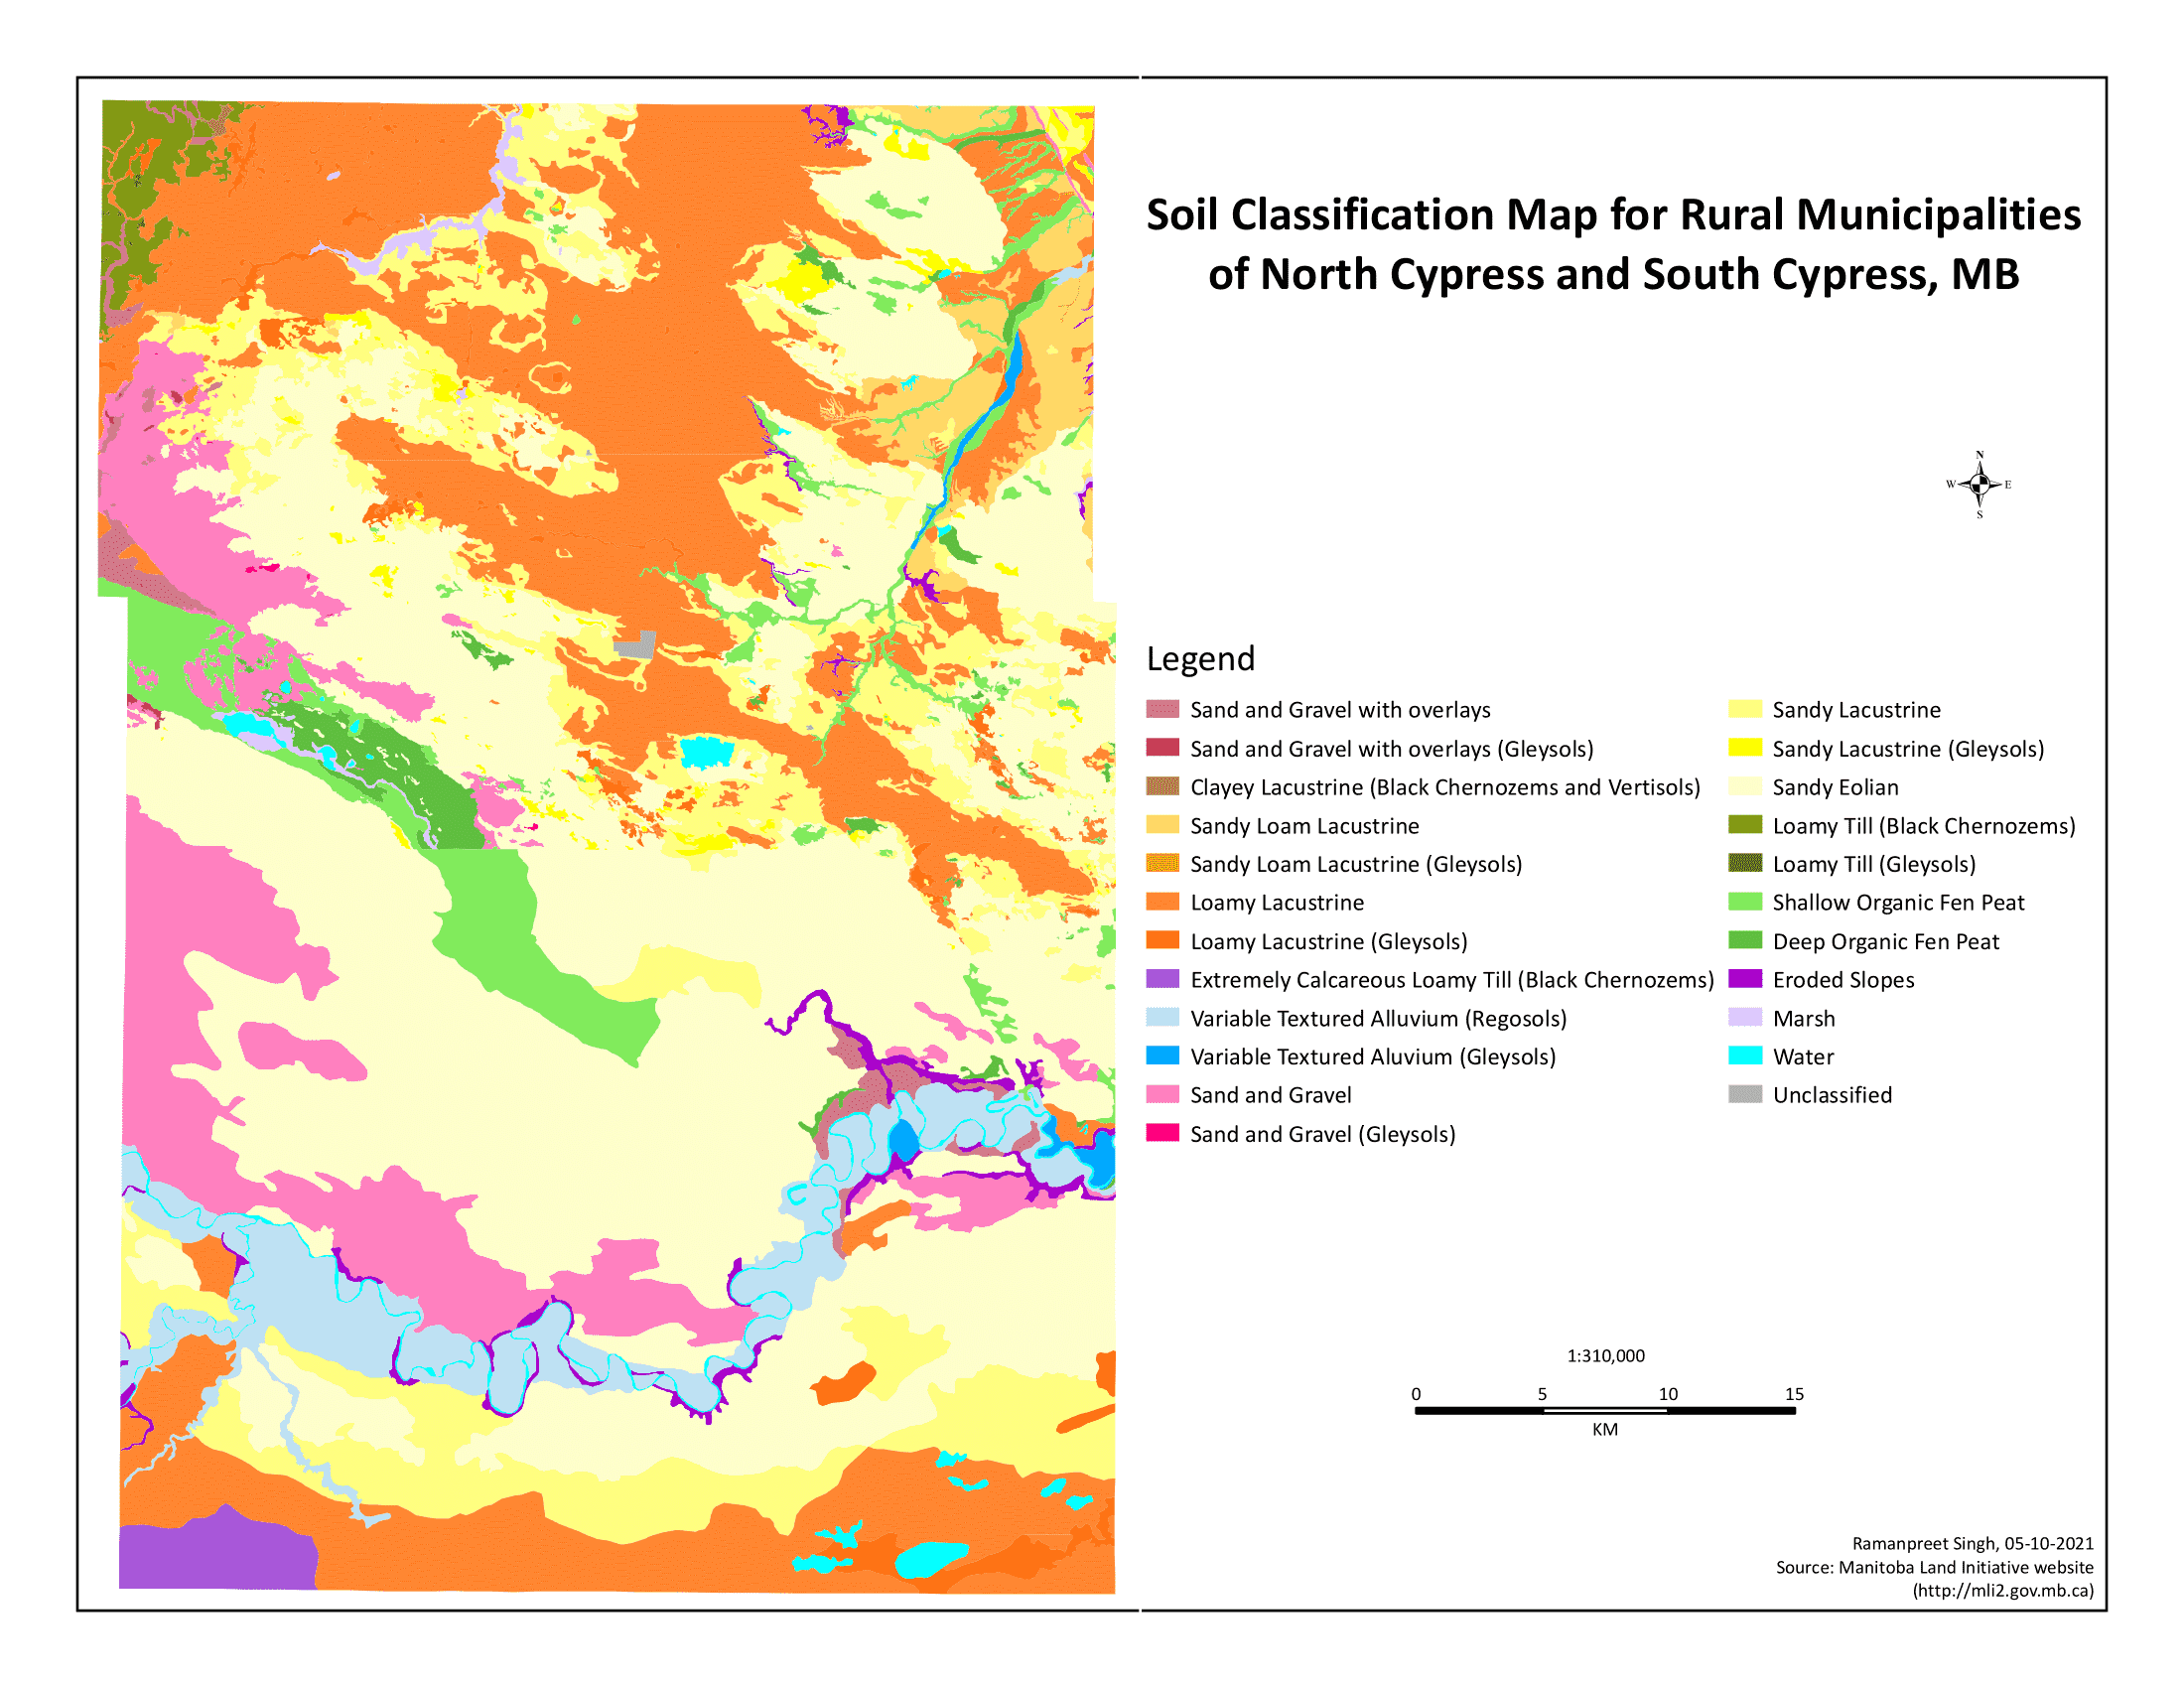 Soil Classification Map for Rural Municipalities
of North Cypress and South Cypress, MB
N
W E
S
Legend
Sand and Gravel with overlays
Sand and Gravel with overlays (Gleysols)
Clayey Lacustrine (Black Chernozems and Vertisols)
Sandy Loam Lacustrine
Sandy Loam Lacustrine (Gleysols)
Loamy Lacustrine
Loamy Lacustrine (Gleysols)
Extremely Calcareous Loamy Till (Black Chernozems)
Variable Textured Alluvium (Regosols)
Variable Textured Aluvium (Gleysols)
Sand and Gravel
Sand and Gravel (Gleysols)
Sandy Lacustrine
Sandy Lacustrine (Gleysols)
Sandy Eolian
Loamy Till (Black Chernozems)
Loamy Till (Gleysols)
Shallow Organic Fen Peat
Deep Organic Fen Peat
Eroded Slopes
Marsh
Water
Unclassified
1:310,000
0 5 10 15
KM
Ramanpreet Singh, 05-10-2021
Source: Manitoba Land Initiative website
(http://mli2.gov.mb.ca)